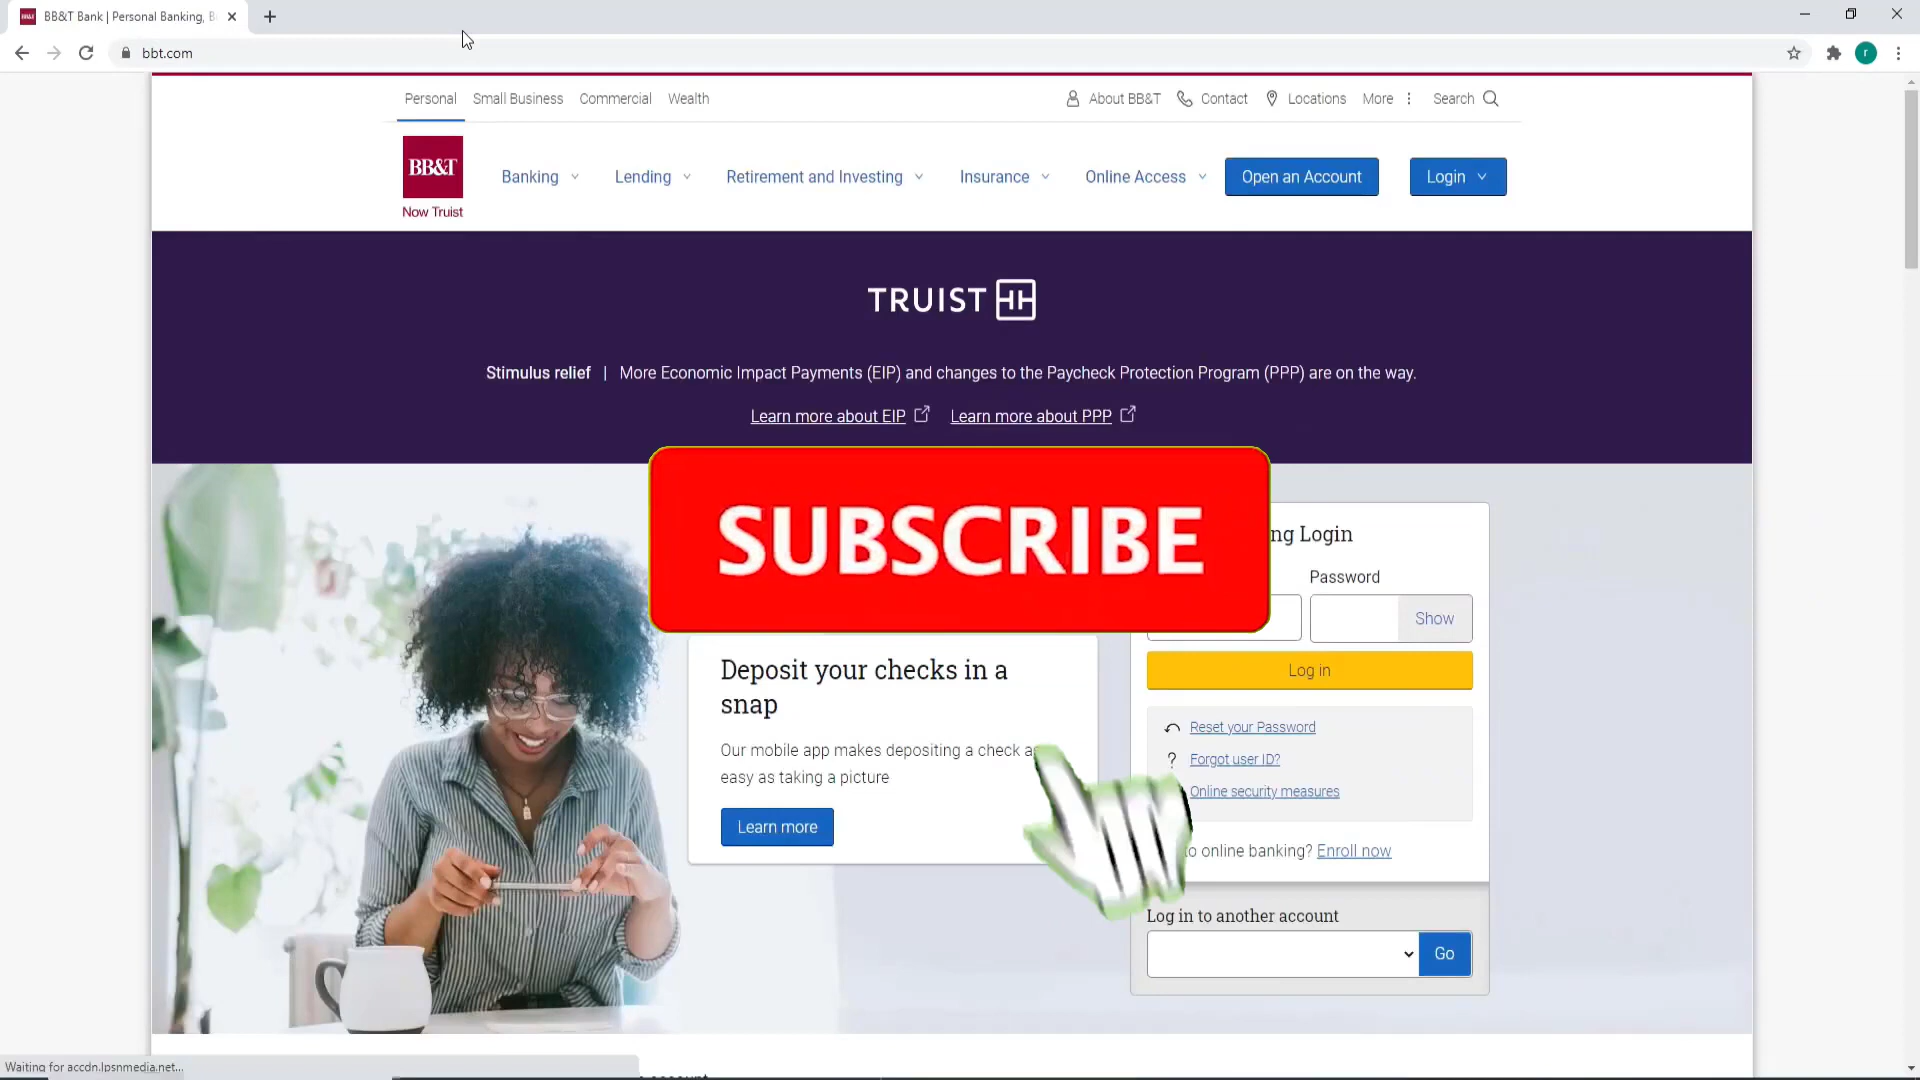 BB&T Bank | Personal Banking, B
bbt.com
Personal
Small Business
Commercial
Wealth
About BB&T
Contact
Locations
More
Search
BB&T
Now Truist
Banking
Lending
Retirement and Investing
Insurance
Online Access
Open an Account
Login
TRUIST
Stimulus relief | More Economic Impact Payments (EIP) and changes to the Paycheck Protection Program (PPP) are on the way.
Learn more about EIP
Learn more about PPP
SUBSCRIBE
ng Login
Password
Show
Log in
Deposit your checks in a
snap
Our mobile app makes depositing a check a
easy as taking a picture
Learn more
Reset your Password
? Forgot user ID?
Online security measures
o online banking? Enroll now
Log in to another account
Go
Waiting for accdn.lpsnmedia.net...